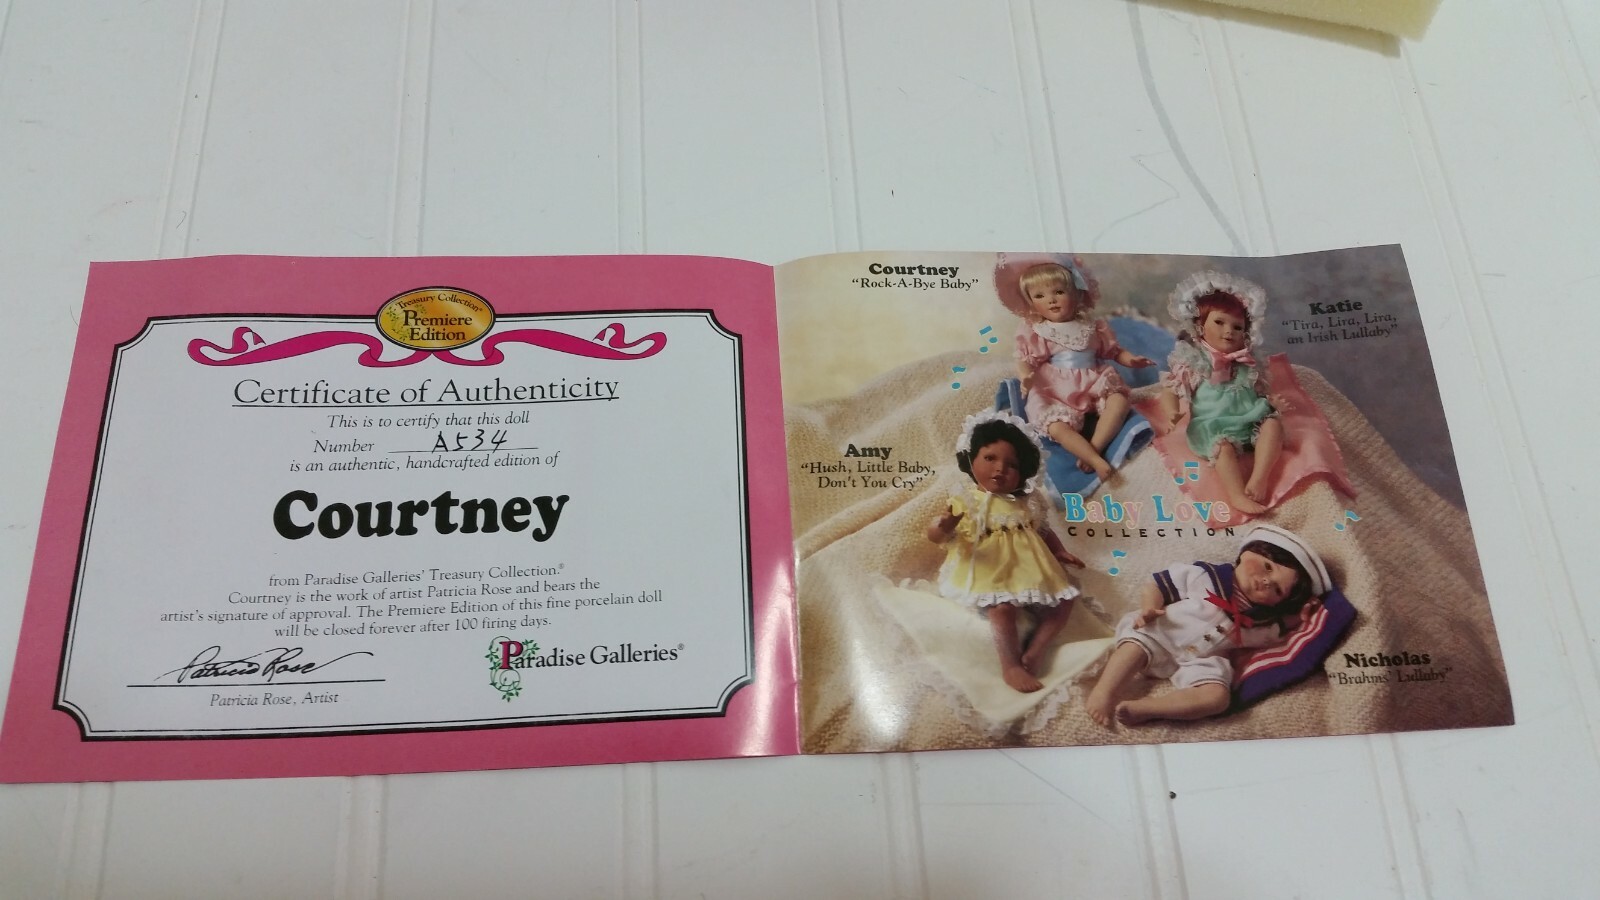 Treasury Collection®
Premiere
Edition
Certificate of Authenticity
This is to certify that this doll
Number A534
is an authentic, handcrafted edition of
Courtney
from Paradise Galleries' Treasury Collection.®
Courtney is the work of artist Patricia Rose and bears the
artist's signature of approval. The Premiere Edition of this fine porcelain doll
will be closed forever after 100 firing days.
Patricia Rose
Patricia Rose, Artist
Paradise Galleries®
Courtney
"Rock-A-Bye Baby"
Katie
"Tira, Lira, Lira,
an Irish Lullaby"
Amy
"Hush, Little Baby,
Don't You Cry"
Baby Love
COLLECTION
Nicholas
"Brahms' Lullaby"